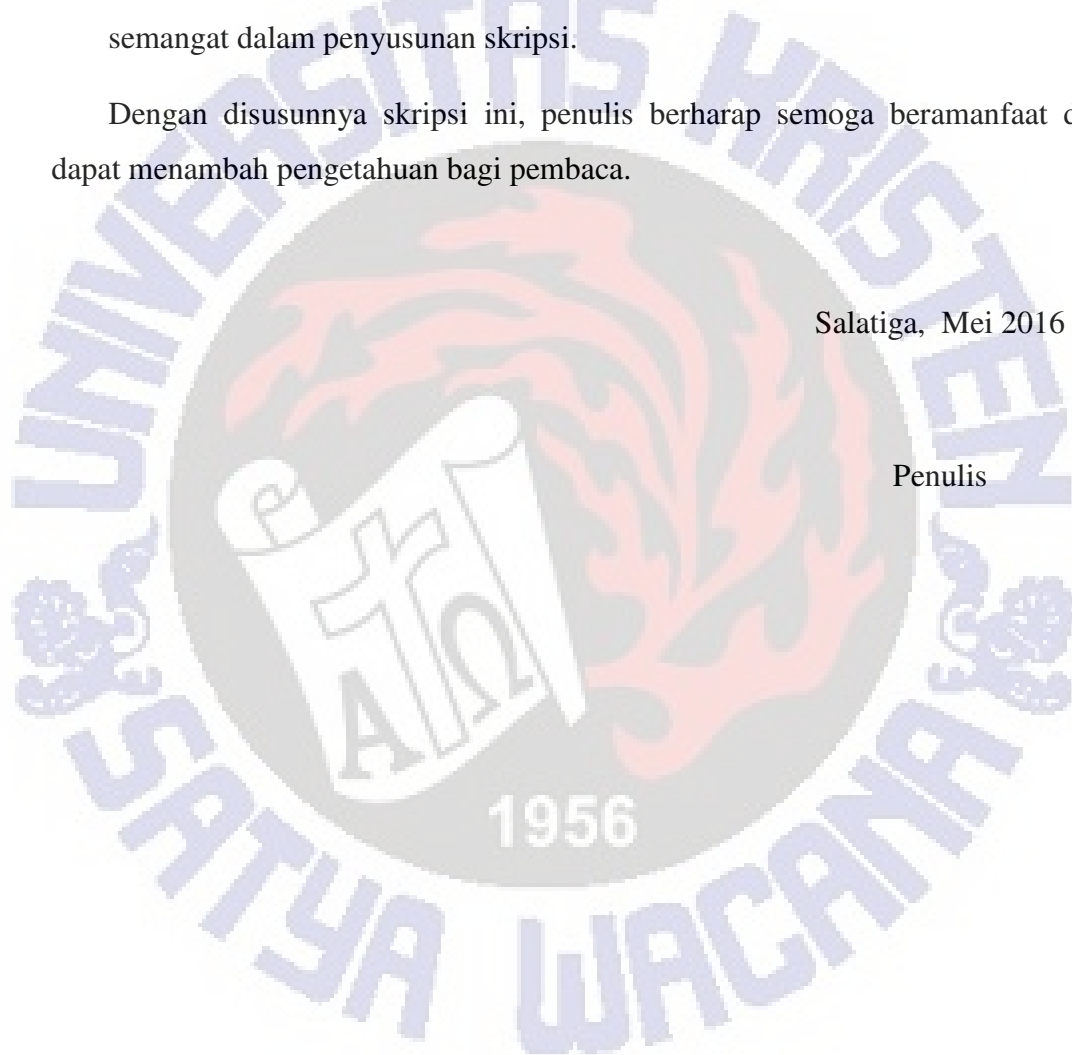 semangat dalam penyusunan skripsi.
Dengan disusunnya skripsi ini, penulis berharap semoga beramanfaat
dapat menambah pengetahuan bagi pembaca.
Salatiga, Mei 2016
Penulis
UNIVERSITAS KRISTEN
SATYA WACANA
Α Ω
1956